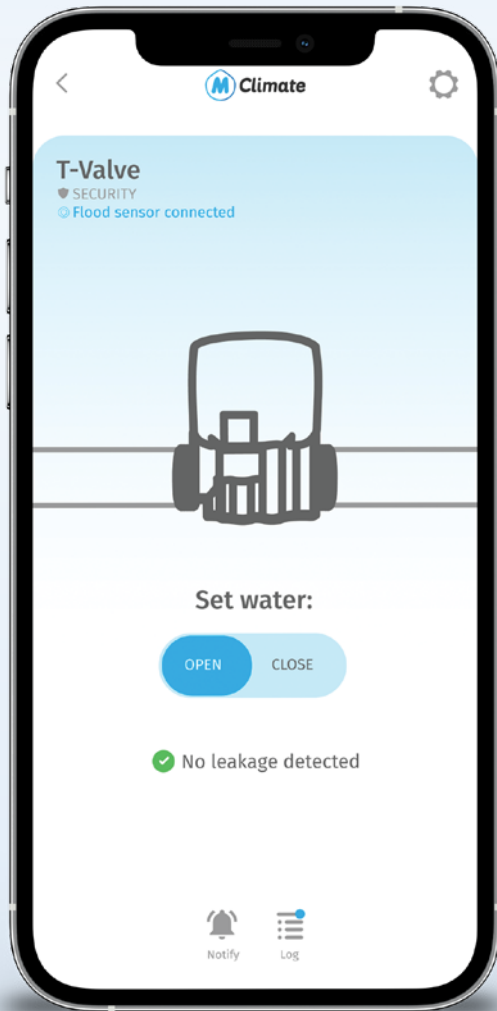 M Climate
T-Valve
SECURITY
Flood sensor connected
Set water:
OPEN CLOSE
No leakage detected
Notify Log